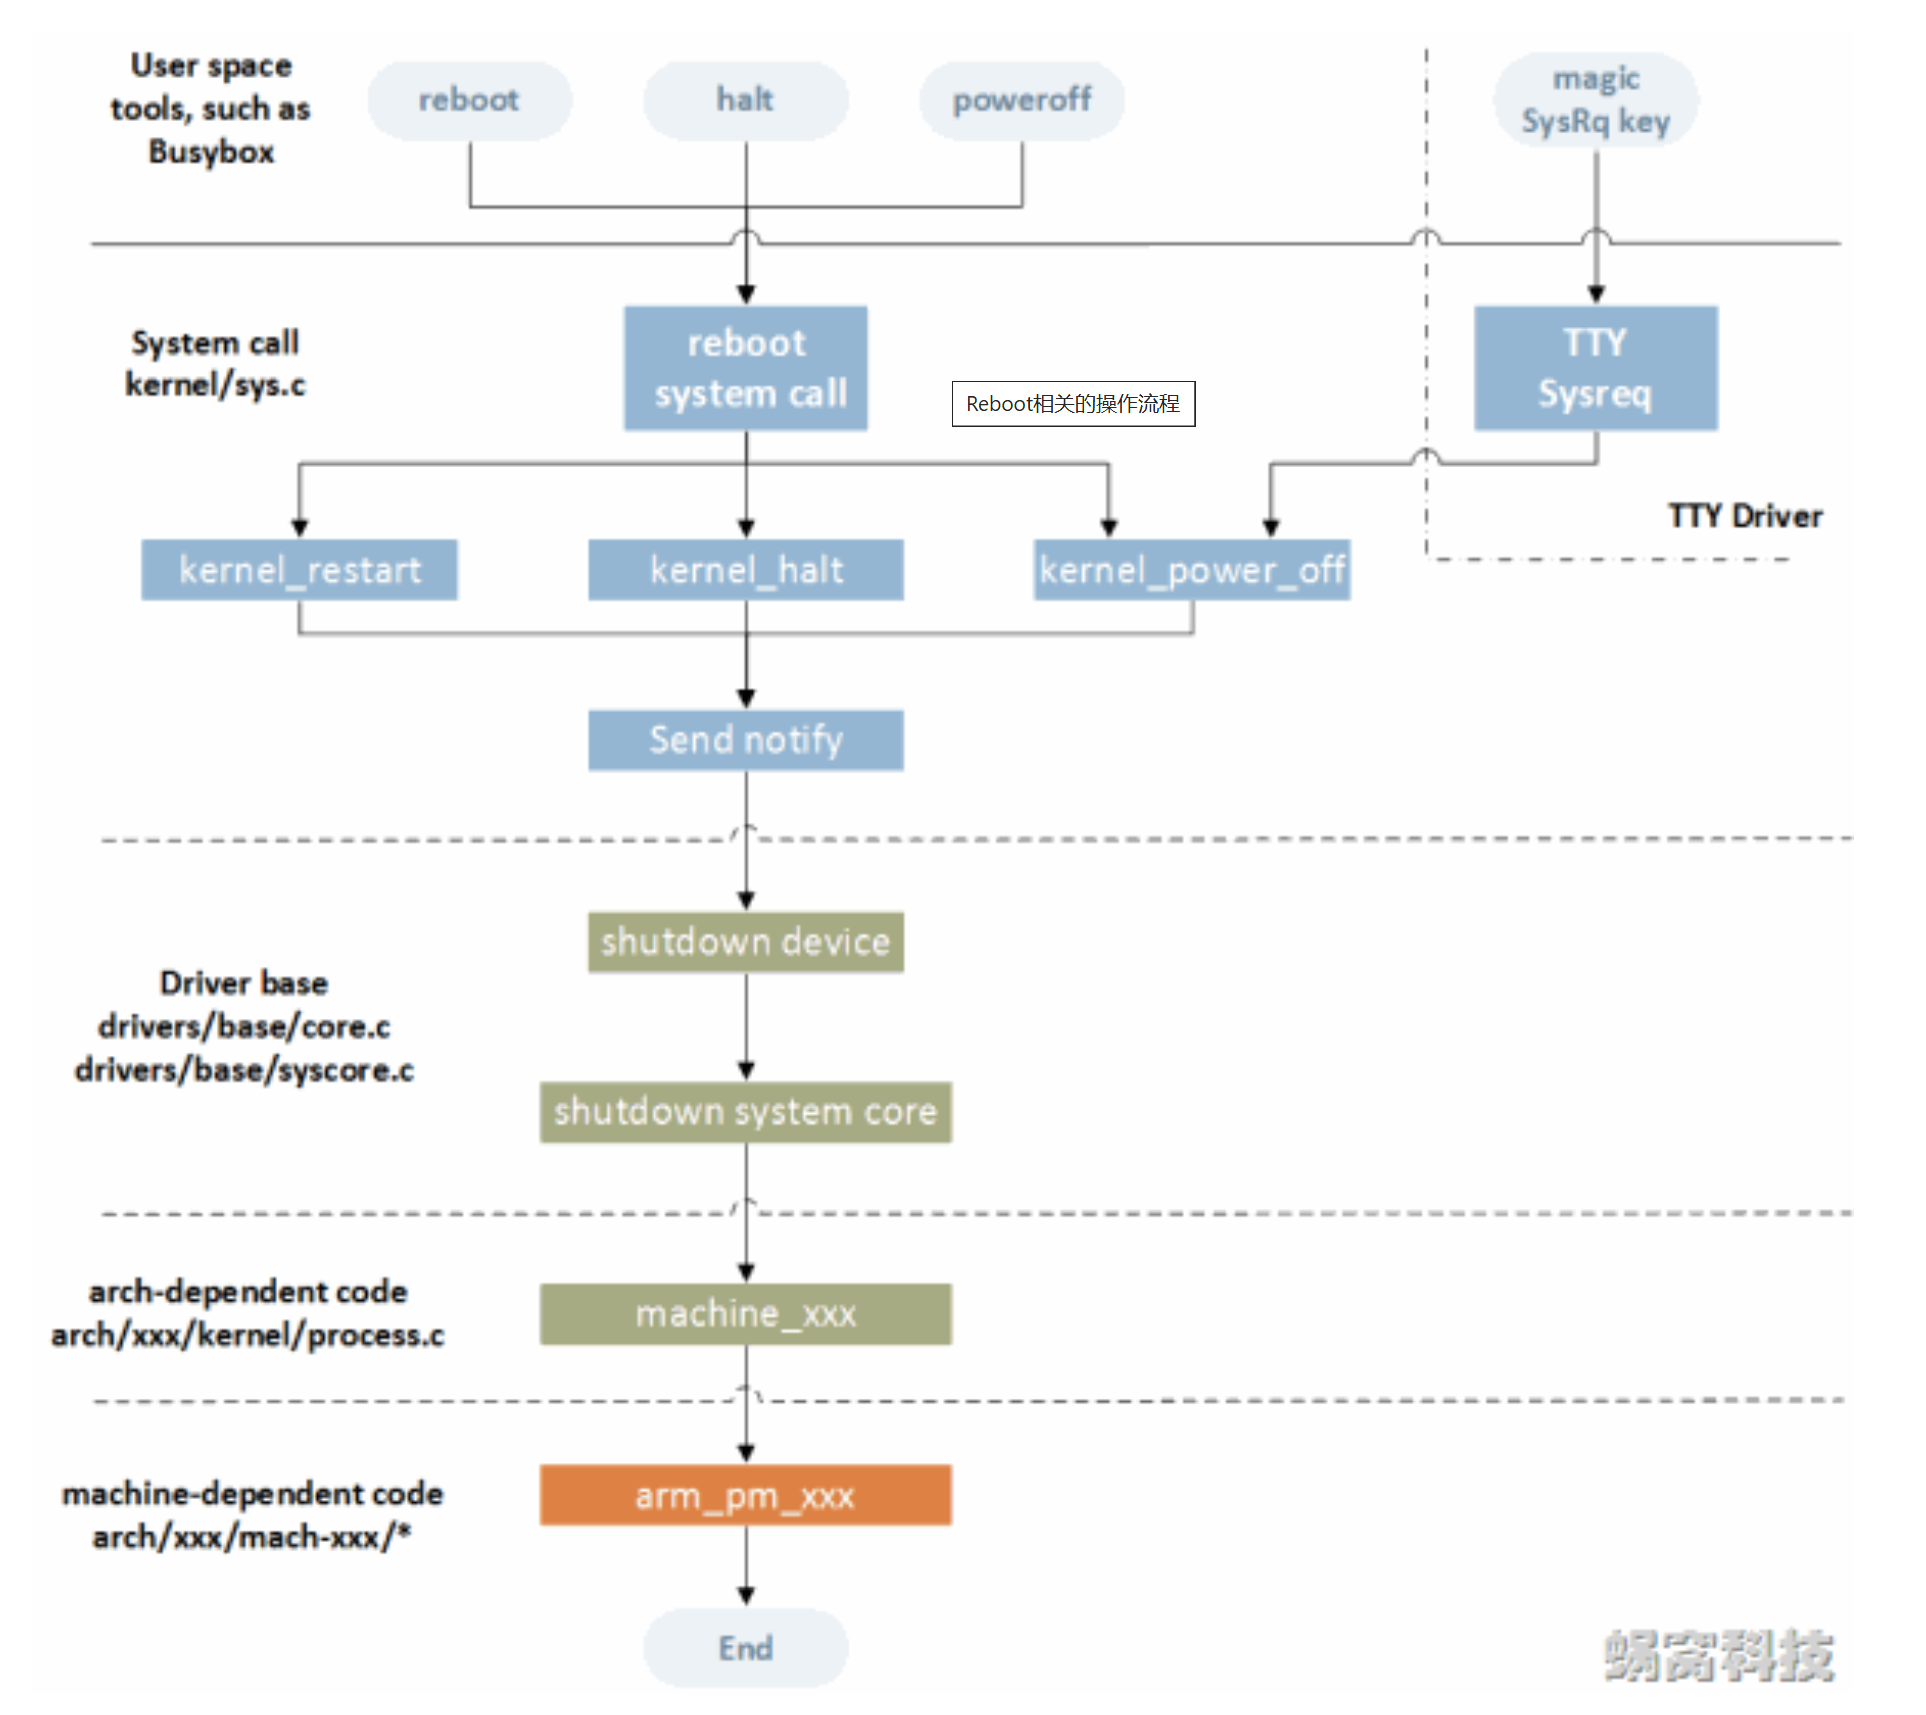 User space
tools, such as
Busybox
reboot
halt
poweroff
magic
SysRq key
System call
kernel/sys.c
reboot
system call
Reboot相关的操作流程
TTY
Sysreq
TTY Driver
kernel_restart
kernel_halt
kernel_power_off
Send notify
shutdown device
Driver base
drivers/base/core.c
drivers/base/syscore.c
shutdown system core
arch-dependent code
arch/xxx/kernel/process.c
machine_xxx
machine-dependent code
arch/xxx/mach-xxx/*
arm_pm_xxx
End
蜗窝科技